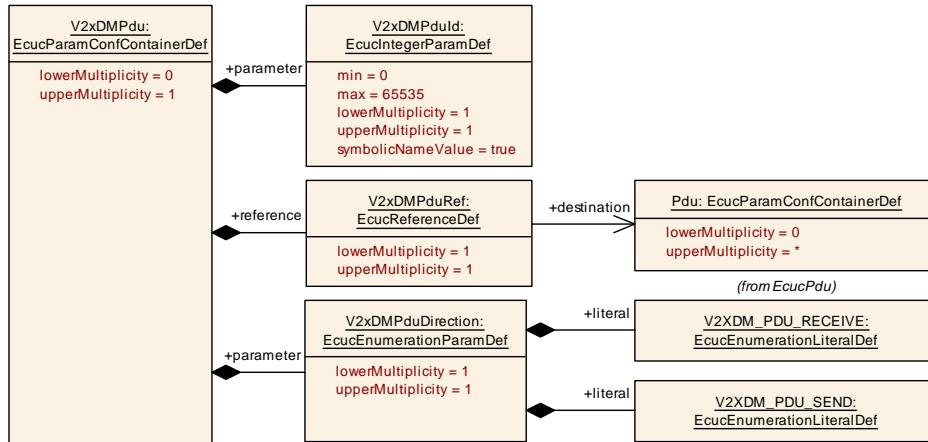 V2xDMPdu:
EcucParamConfContainerDef
lowerMultiplicity = 0
upperMultiplicity = 1
+parameter
V2xDMPduId:
EcucIntegerParamDef
min = 0
max = 65535
lowerMultiplicity = 1
upperMultiplicity = 1
symbolicNameValue = true
+reference
V2xDMPduRef:
EcucReferenceDef
lowerMultiplicity = 1
upperMultiplicity = 1
+destination
Pdu: EcucParamConfContainerDef
lowerMultiplicity = 0
upperMultiplicity = *
(from EcucPdu)
+parameter
V2xDMPduDirection:
EcucEnumerationParamDef
lowerMultiplicity = 1
upperMultiplicity = 1
+literal
V2XDM_PDU_RECEIVE:
EcucEnumerationLiteralDef
+literal
V2XDM_PDU_SEND:
EcucEnumerationLiteralDef